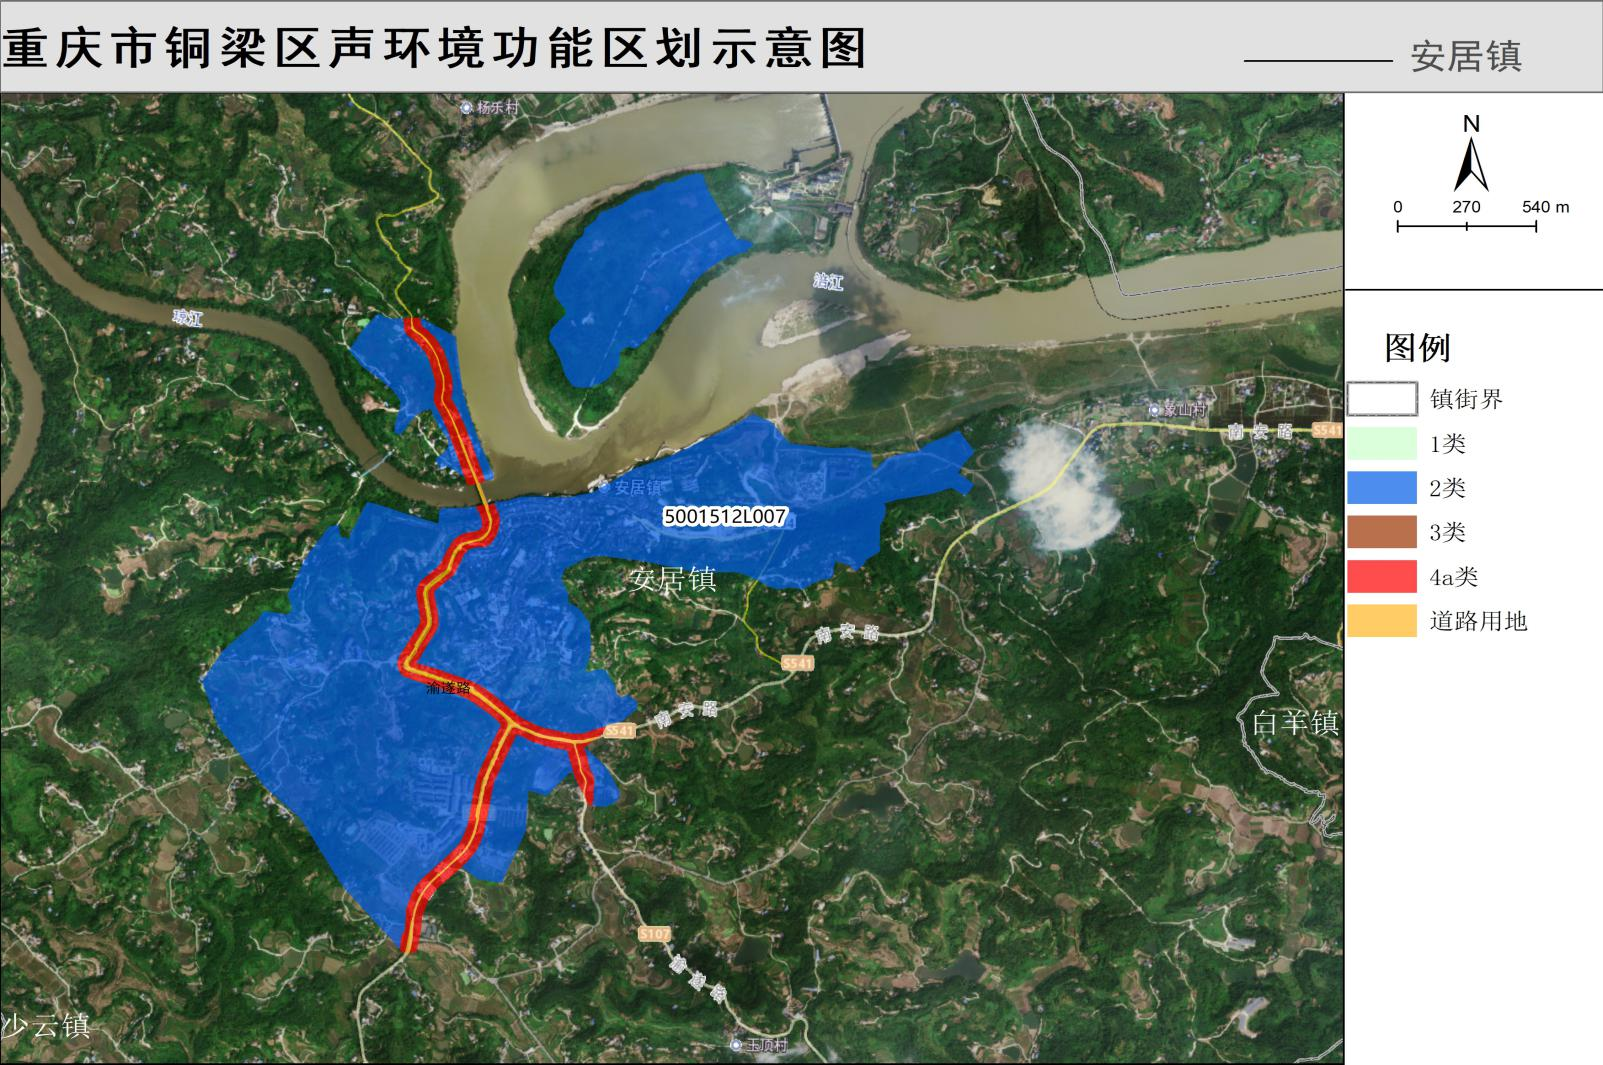 重庆市铜梁区声环境功能区划示意图
安居镇
杨乐村
N
0 270 540 m
涪江
琼江
图例
镇街界
1类
2类
3类
4a类
道路用地
象山村
南安路
S541
安居镇
5001512L007
安居镇
南安路
S541
渝遂路
南安路
S541
白羊镇
S107
渝遂路
少云镇
玉顶村